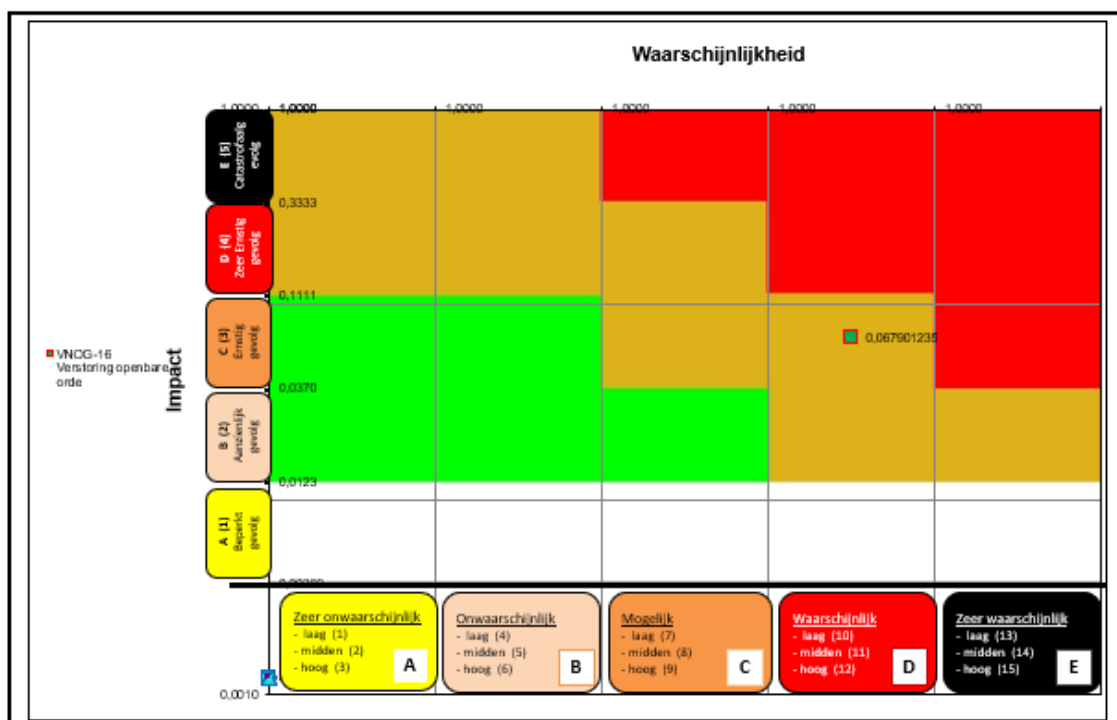 Waarschijnlijkheid
1,0000
1,0000
1,0000
1,0000
1,0000
1,0000
E (5)
Catastrofaalg
evolg
0,3333
D (4)
Zeer Ernstig
gevolg
0,1111
C (3)
Ernstig
gevolg
0,067901235
VNOG-16
Verstoring openbare
orde
Impact
0,0370
B (2)
Aanzienlijk
gevolg
0,0123
A (1)
Beperkt
gevolg
Zeer onwaarschijnlijk
- laag (1)
- midden (2)
- hoog (3)
A
Onwaarschijnlijk
- laag (4)
- midden (5)
- hoog (6)
B
Mogelijk
- laag (7)
- midden (8)
- hoog (9)
C
Waarschijnlijk
- laag (10)
- midden (11)
- hoog (12)
D
Zeer waarschijnlijk
- laag (13)
- midden (14)
- hoog (15)
E
0,0010